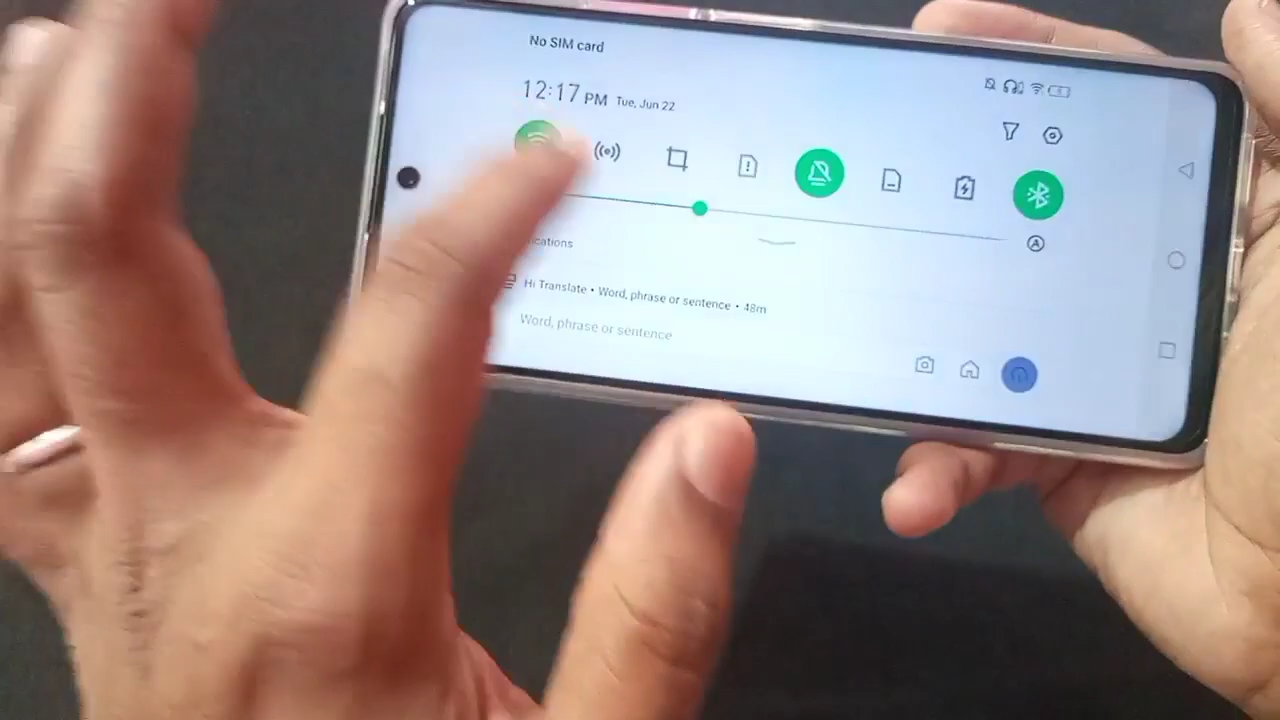 No SIM card
12:17 PM Tue, Jun 22
ications
Hi Translate • Word, phrase or sentence • 48m
Word, phrase or sentence
A